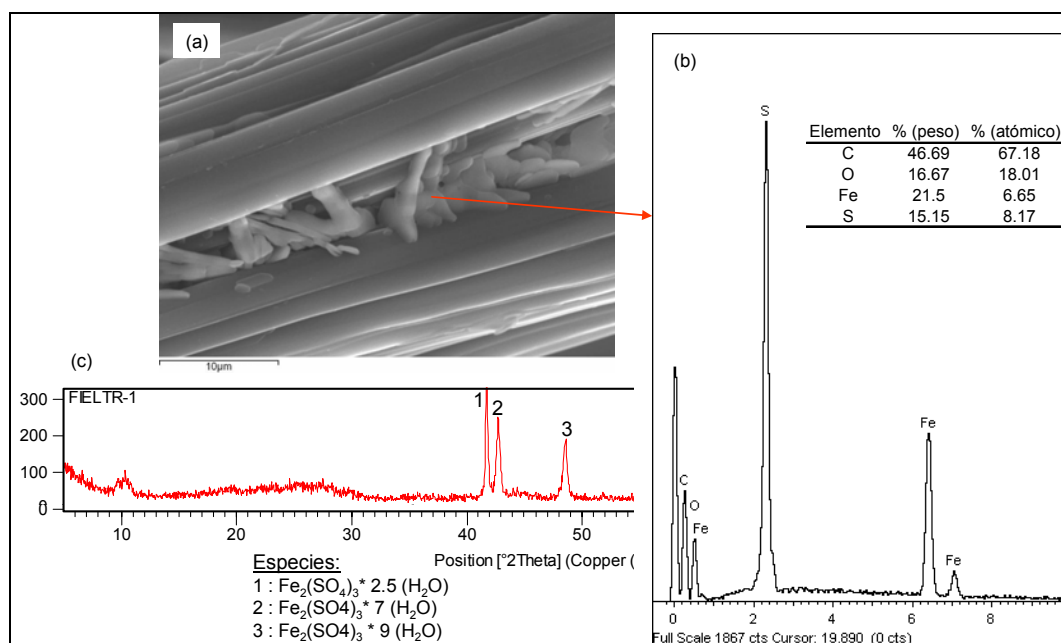 (a)
10µm
(b)
S
Elemento % (peso) % (atómico)
C 46.69 67.18
O 16.67 18.01
Fe 21.5 6.65
S 15.15 8.17
C
O
Fe
Fe
Fe
0 2 4 6 8
Full Scale 1867 cts Cursor: 19.890 (0 cts)
(c)
FIELTR-1
300
200
100
0
1
2
3
10 20 30 40 50
Position [°2Theta] (Copper (
Especies:
1 : Fe₂(SO₄)₃* 2.5 (H₂O)
2 : Fe₂(SO4)₃* 7 (H₂O)
3 : Fe₂(SO4)₃ * 9 (H₂O)